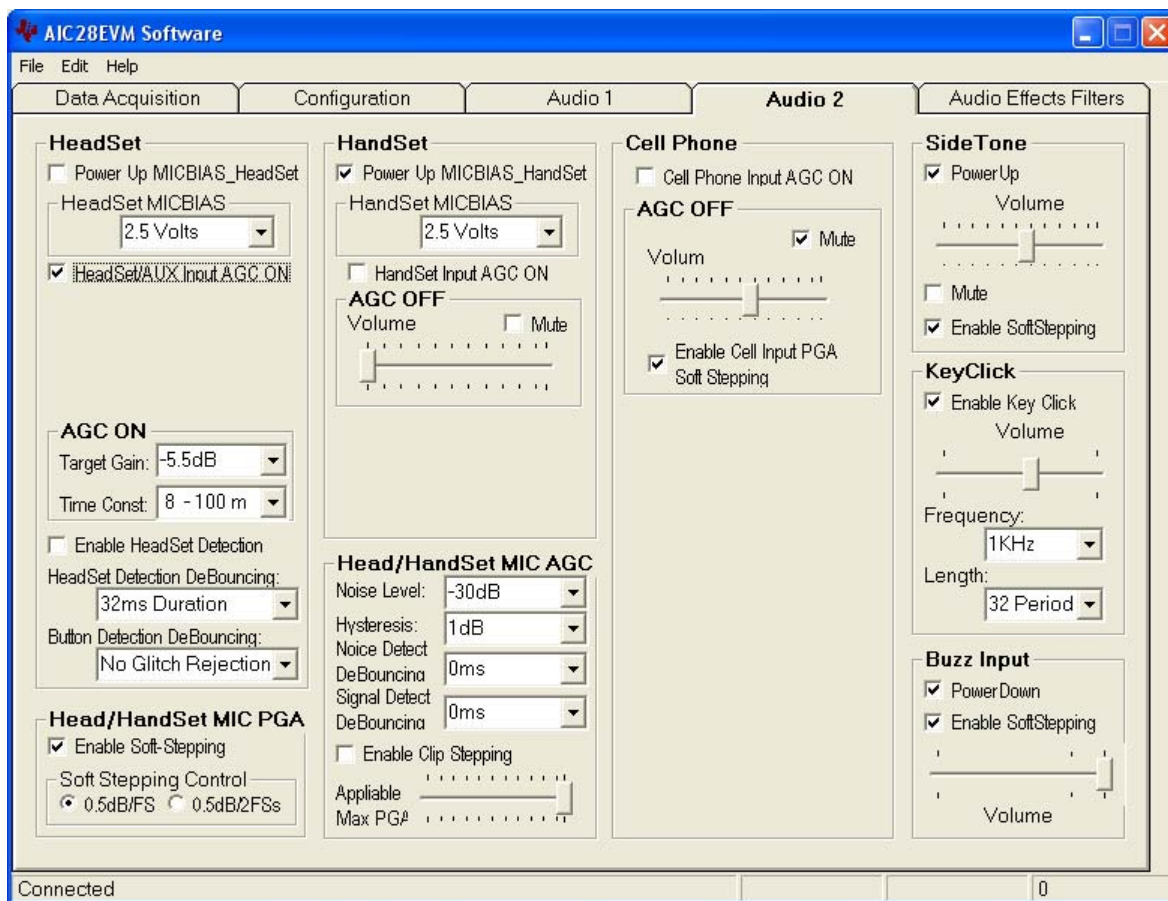 AIC28EVM Software
File Edit Help
Data Acquisition
Configuration
Audio 1
Audio 2
Audio Effects Filters
HeadSet
Power Up MICBIAS_HeadSet
HeadSet MICBIAS
2.5 Volts
HeadSet/AUX Input AGC ON
AGC ON
Target Gain: -5.5dB
Time Const: 8 - 100 m
Enable HeadSet Detection
HeadSet Detection DeBouncing:
32ms Duration
Button Detection DeBouncing:
No Glitch Rejection
Head/HandSet MIC PGA
Enable Soft-Stepping
Soft Stepping Control
0.5dB/FS 0.5dB/2FSs
HandSet
Power Up MICBIAS_HandSet
HandSet MICBIAS
2.5 Volts
HandSet Input AGC ON
AGC OFF
Volume Mute
Head/HandSet MIC AGC
Noise Level: -30dB
Hysteresis: 1dB
Noice Detect
DeBouncing 0ms
Signal Detect
DeBouncing 0ms
Enable Clip Stepping
Appliable
Max PGA
Cell Phone
Cell Phone Input AGC ON
AGC OFF
Mute
Volum
Enable Cell Input PGA
Soft Stepping
SideTone
PowerUp
Volume
Mute
Enable SoftStepping
KeyClick
Enable Key Click
Volume
Frequency:
1KHz
Length:
32 Period
Buzz Input
PowerDown
Enable SoftStepping
Volume
Connected
0